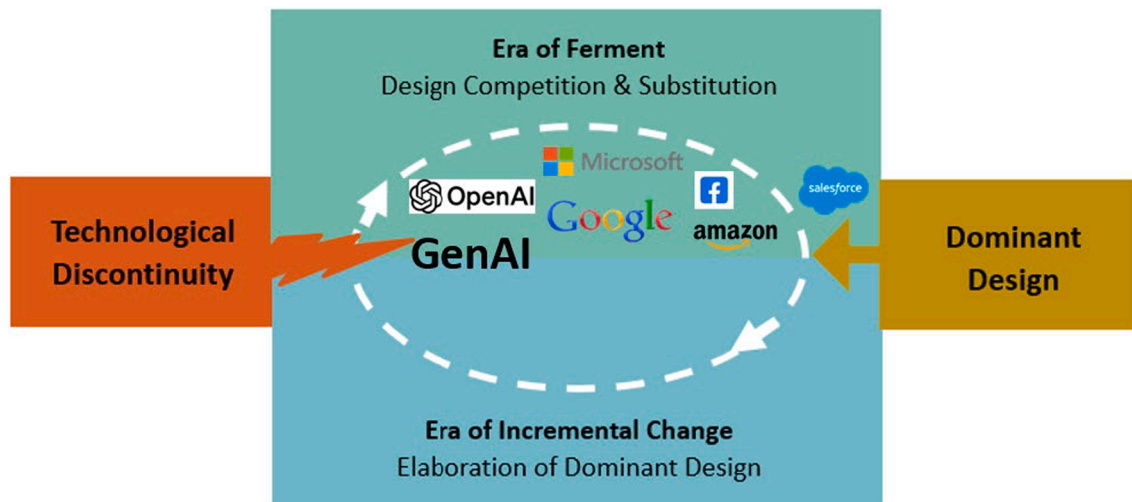 Era of Ferment
Design Competition & Substitution
Microsoft
OpenAI
salesforce
Google
amazon
GenAI
Technological
Discontinuity
Dominant
Design
Era of Incremental Change
Elaboration of Dominant Design